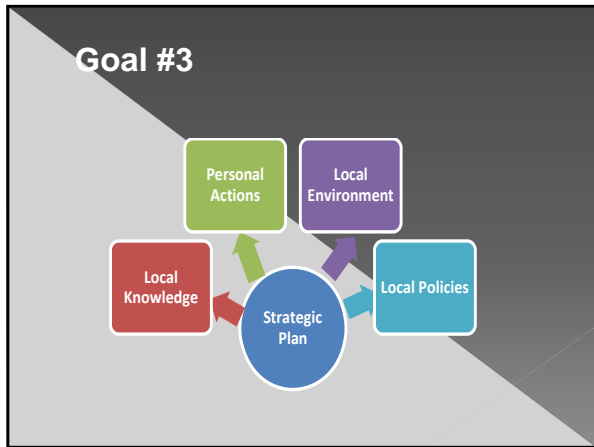 Goal #3
Personal
Actions
Local
Environment
Local
Knowledge
Strategic
Plan
Local Policies